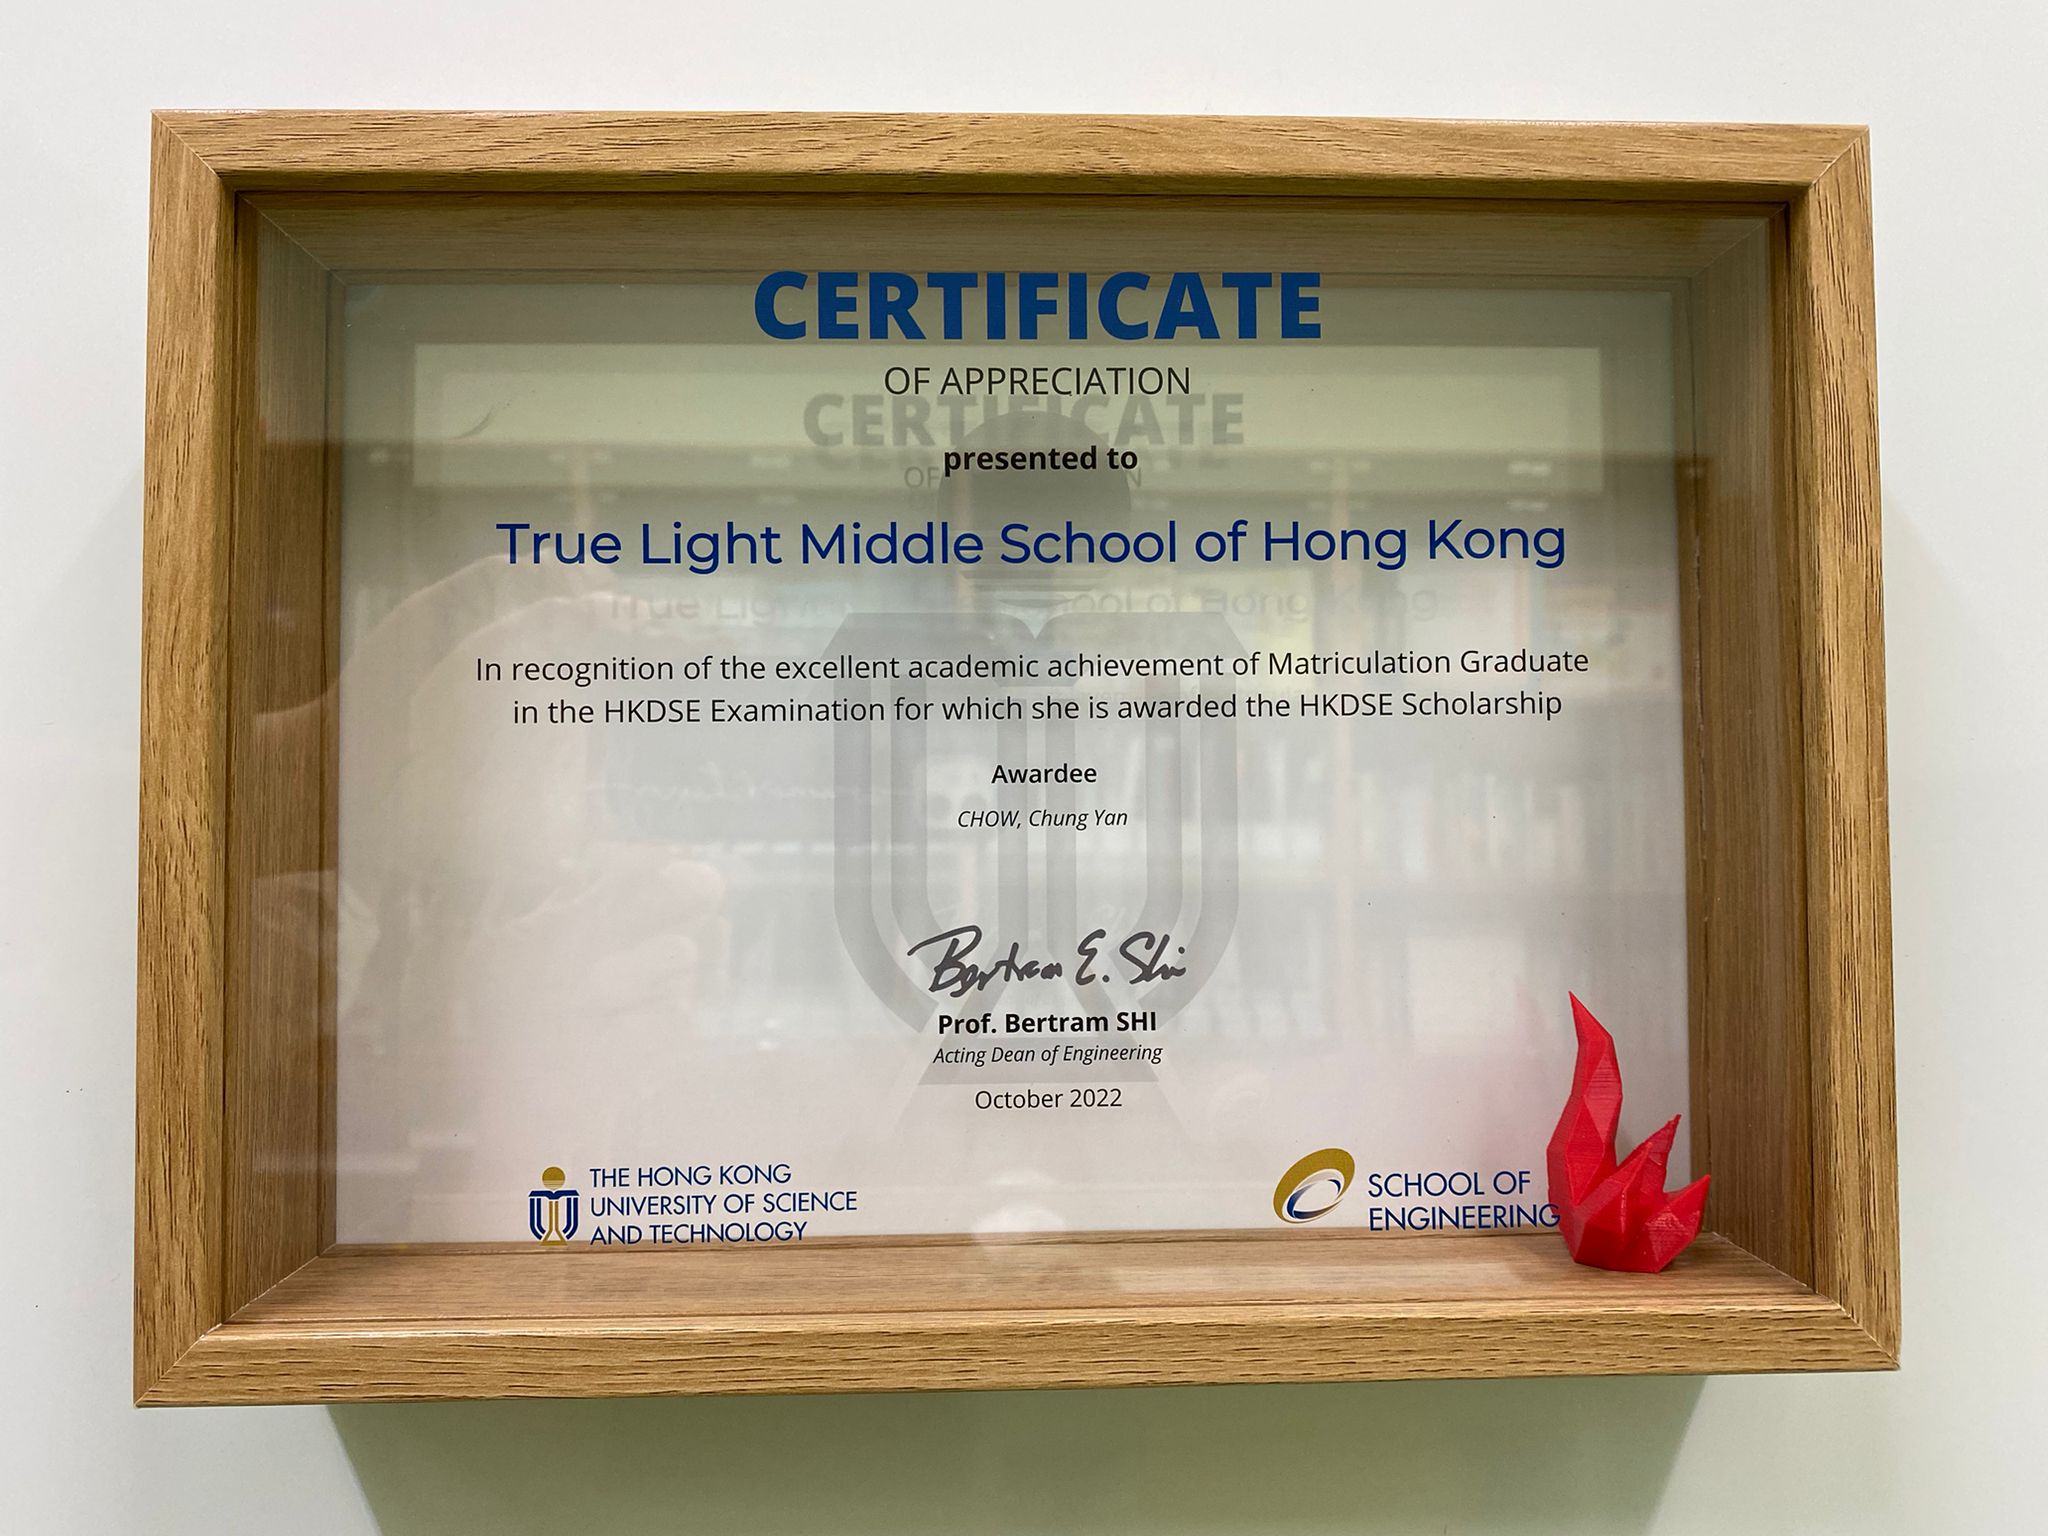 CERTIFICATE
OF APPRECIATION
presented to
True Light Middle School of Hong Kong
In recognition of the excellent academic achievement of Matriculation Graduate
in the HKDSE Examination for which she is awarded the HKDSE Scholarship
Awardee
CHOW, Chung Yan
Bertram E. Shi
Prof. Bertram SHI
Acting Dean of Engineering
October 2022
THE HONG KONG
UNIVERSITY OF SCIENCE
AND TECHNOLOGY
SCHOOL OF
ENGINEERING